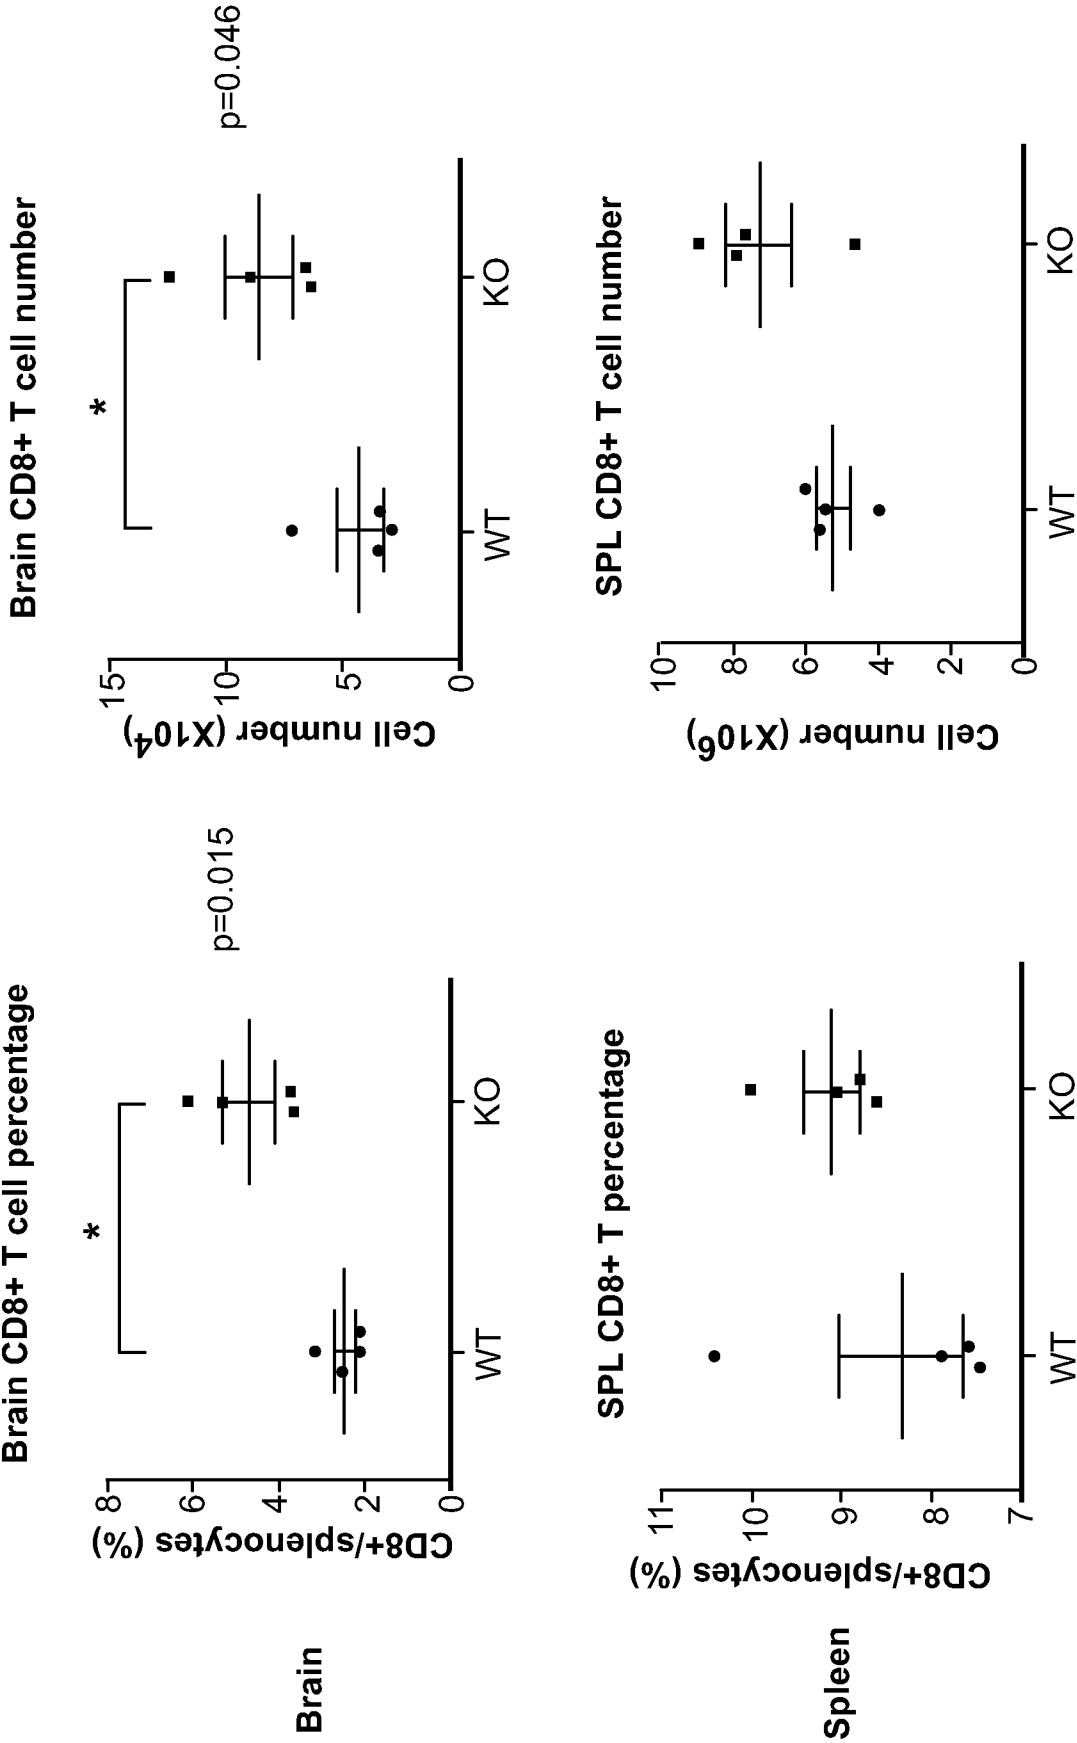 Brain
Brain CD8+ T cell percentage
CD8+/splenocytes (%)
8
6
4
2
0
*
WT
KO
p=0.015
Brain CD8+ T cell number
Cell number (X10⁴)
15
10
5
0
*
WT
KO
p=0.046
Spleen
SPL CD8+ T percentage
CD8+/splenocytes (%)
11
10
9
8
7
WT
KO
SPL CD8+ T cell number
Cell number (X10⁶)
10
8
6
4
2
0
WT
KO